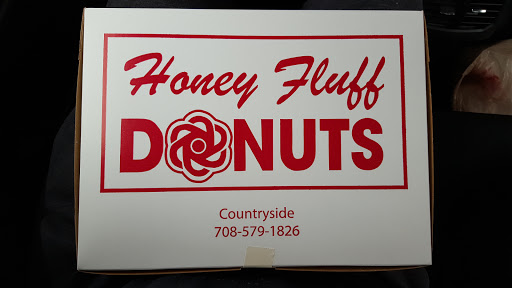 Honey Fluff
DONUTS
Countryside
708-579-1826